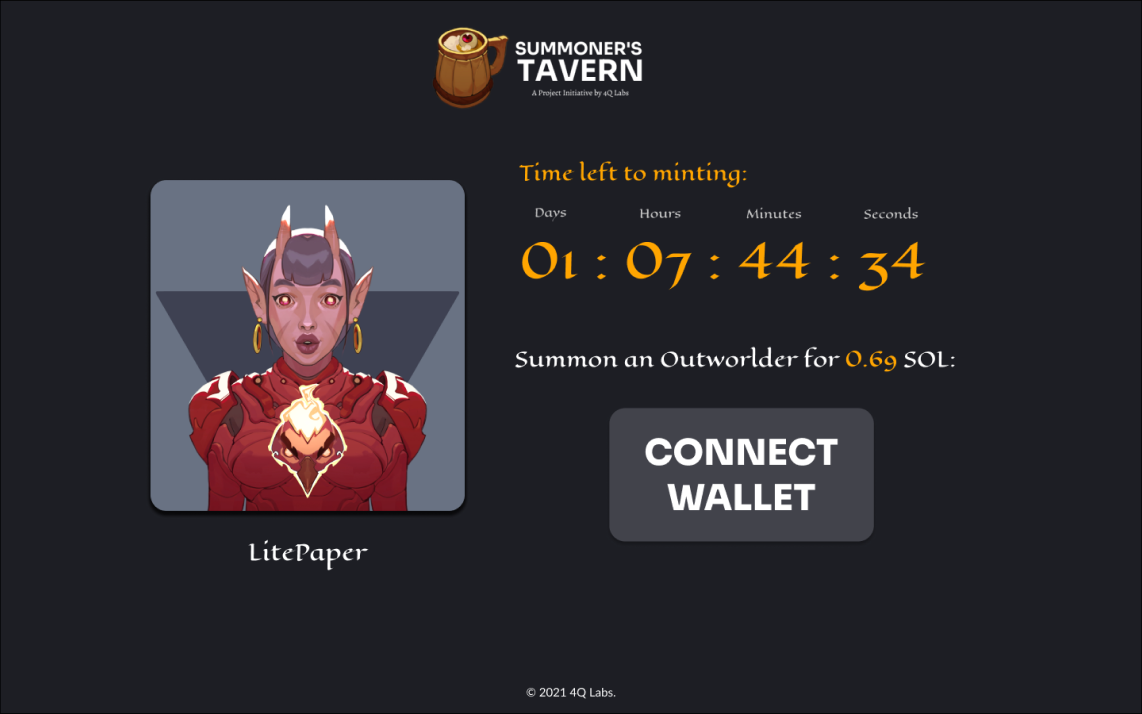 SUMMONER'S
TAVERN
A Project Initiative by 4Q Labs
Time left to minting:
Days Hours Minutes Seconds
01 : 07 : 44 : 34
Summon an Outworlder for 0.69 SOL:
CONNECT
WALLET
LitePaper
© 2021 4Q Labs.